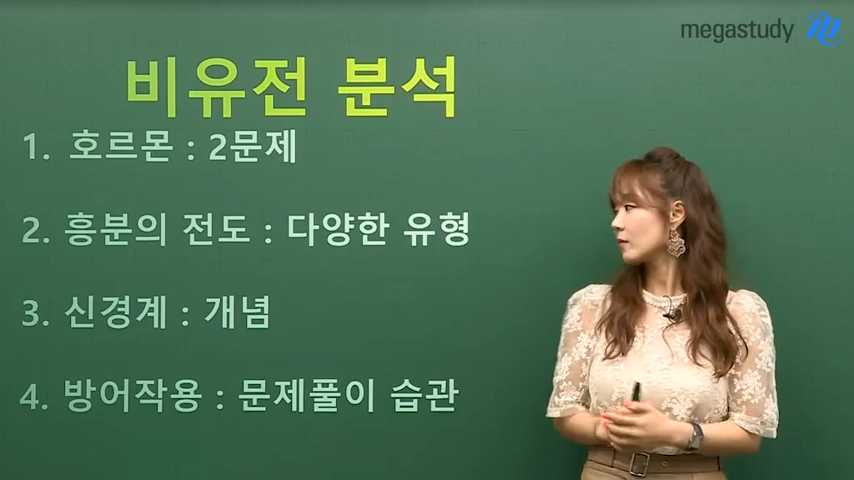 megastudy
비유전 분석
1. 호르몬 : 2문제
2. 흥분의 전도 : 다양한 유형
3. 신경계 : 개념
4. 방어작용 : 문제풀이 습관